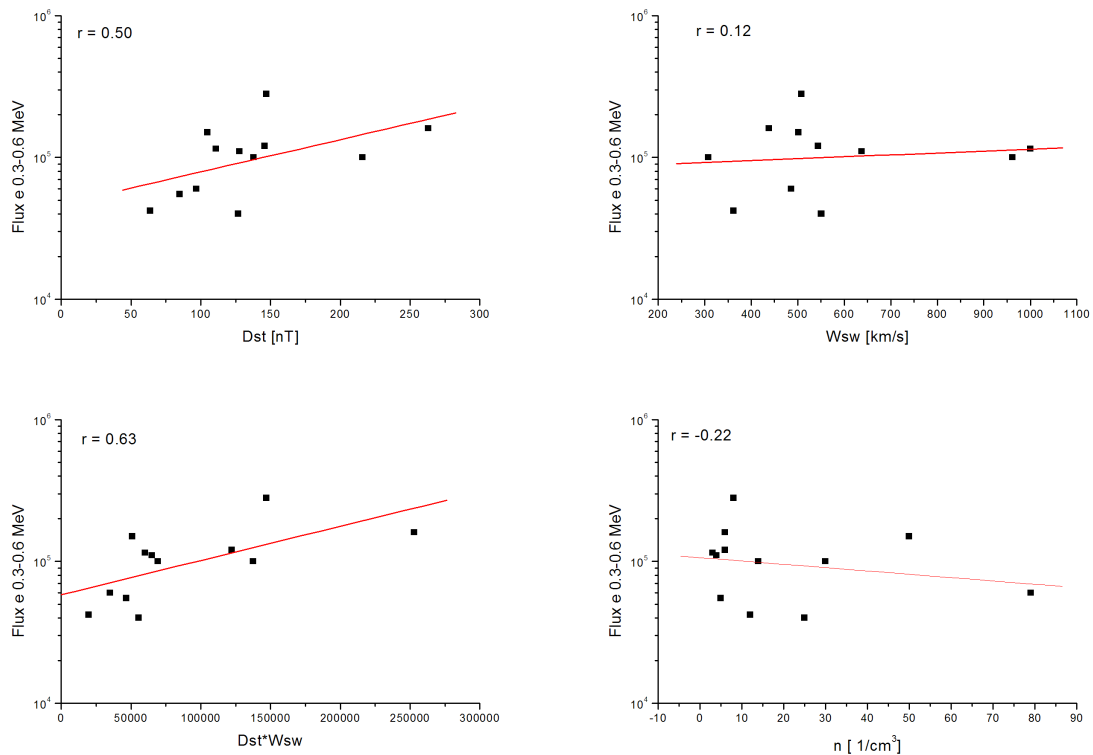 10^6
r = 0.50
Flux e 0.3-0.6 MeV
10^5
10^4
0 50 100 150 200 250 300
Dst [nT]
10^6
r = 0.12
Flux e 0.3-0.6 MeV
10^5
10^4
200 300 400 500 600 700 800 900 1000 1100
Wsw [km/s]
10^6
r = 0.63
Flux e 0.3-0.6 MeV
10^5
10^4
0 50000 100000 150000 200000 250000 300000
Dst*Wsw
10^6
r = -0.22
Flux e 0.3-0.6 MeV
10^5
10^4
-10 0 10 20 30 40 50 60 70 80 90
n [ 1/cm^3]